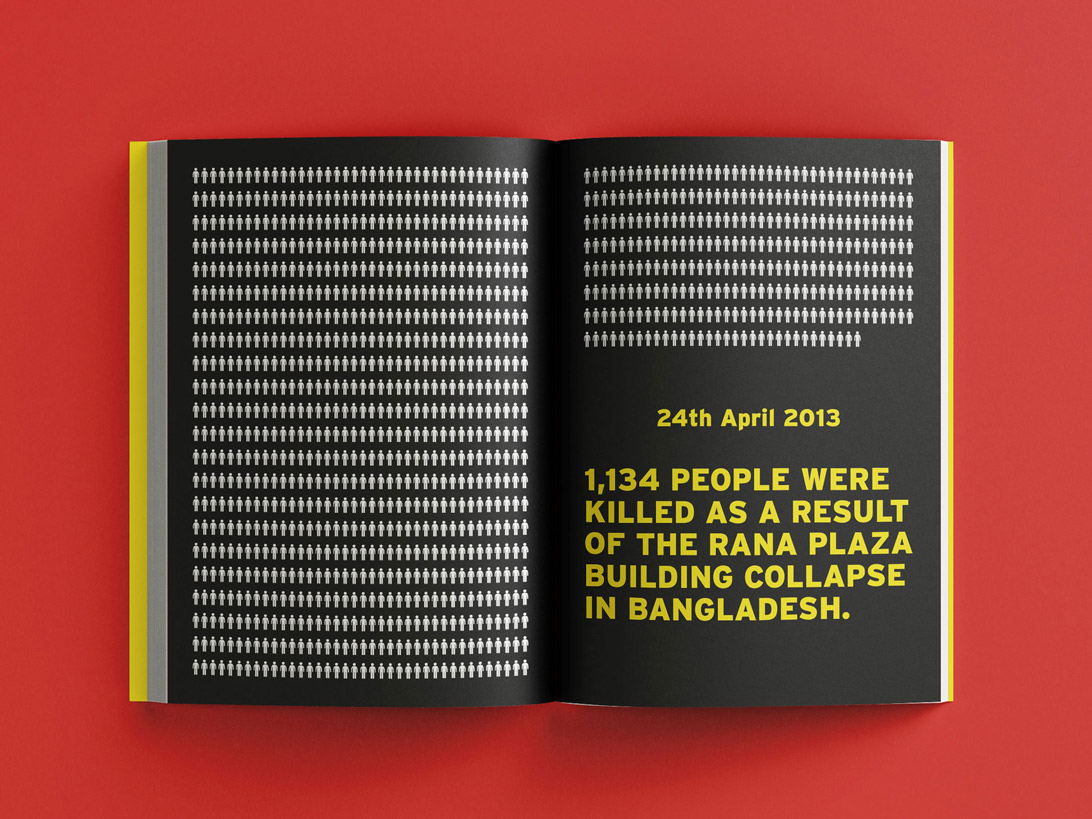 24th April 2013
1,134 PEOPLE WERE
KILLED AS A RESULT
OF THE RANA PLAZA
BUILDING COLLAPSE
IN BANGLADESH.